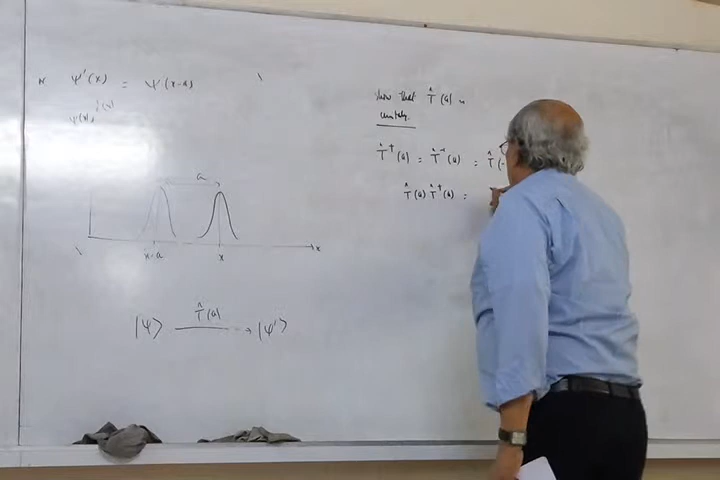 ψ'(x) = ψ(x-a)
ψ(x), ψ'(x)
a
x-a x x
|ψ> T̂(a) → |ψ'>
Show that T̂(a) is
unitary.
T̂†(a) = T̂⁻¹(a) = T̂(-
T̂(a) T̂†(a) =